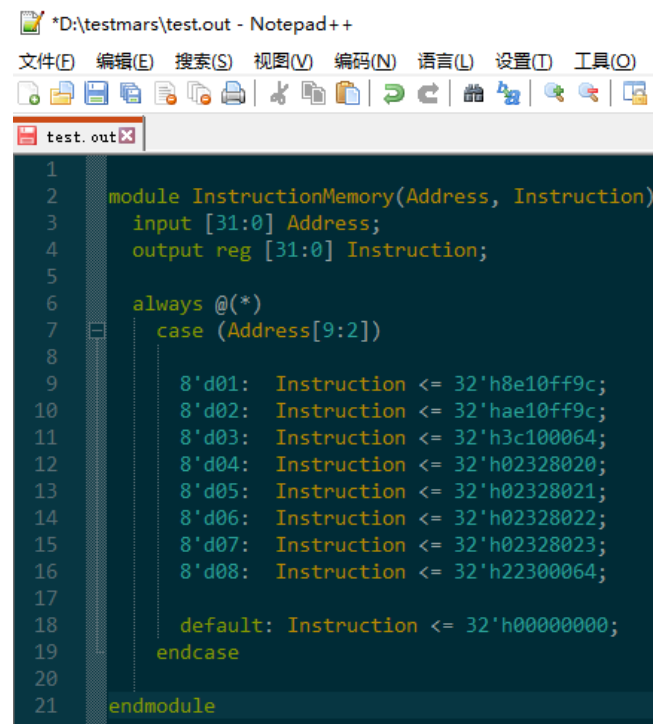 *D:\testmars\test.out - Notepad++
文件(F) 编辑(E) 搜索(S) 视图(V) 编码(N) 语言(L) 设置(T) 工具(O)
test.out
1
2 module InstructionMemory(Address, Instruction)
3 input [31:0] Address;
4 output reg [31:0] Instruction;
5
6 always @(*)
7 case (Address[9:2])
8
9 8'd01: Instruction <= 32'h8e10ff9c;
10 8'd02: Instruction <= 32'hae10ff9c;
11 8'd03: Instruction <= 32'h3c100064;
12 8'd04: Instruction <= 32'h02328020;
13 8'd05: Instruction <= 32'h02328021;
14 8'd06: Instruction <= 32'h02328022;
15 8'd07: Instruction <= 32'h02328023;
16 8'd08: Instruction <= 32'h22300064;
17
18 default: Instruction <= 32'h00000000;
19 endcase
20
21 endmodule